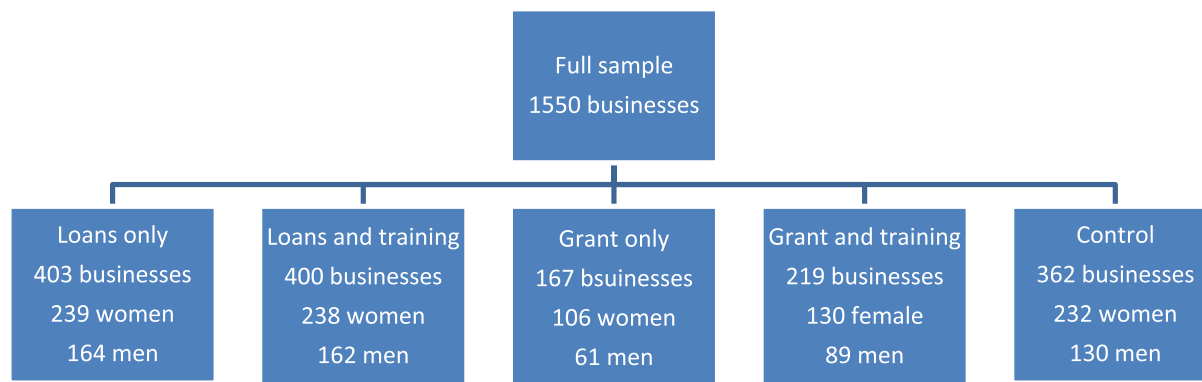 Full sample
1550 businesses
Loans only
403 businesses
239 women
164 men
Loans and training
400 businesses
238 women
162 men
Grant only
167 bsuinesses
106 women
61 men
Grant and training
219 businesses
130 female
89 men
Control
362 businesses
232 women
130 men